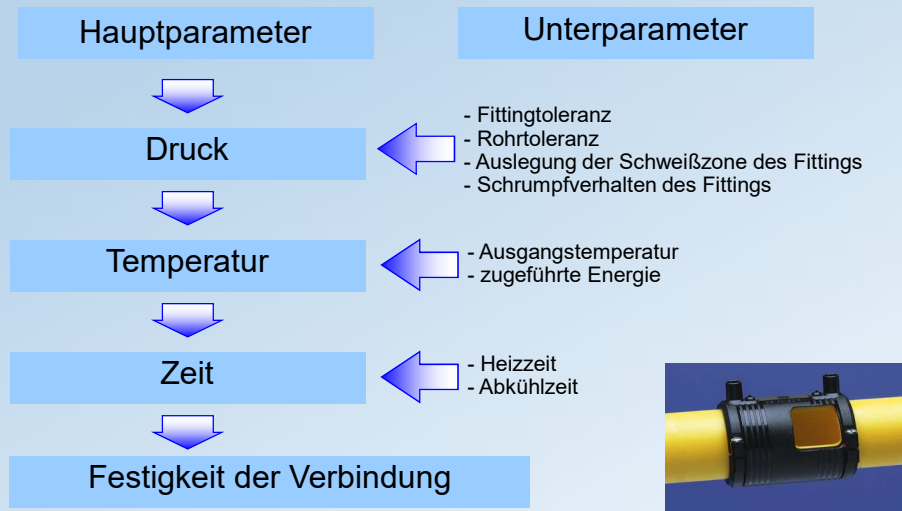 Hauptparameter
Unterparameter
Druck
- Fittingtoleranz
- Rohrtoleranz
- Auslegung der Schweißzone des Fittings
- Schrumpfverhalten des Fittings
Temperatur
- Ausgangstemperatur
- zugeführte Energie
Zeit
- Heizzeit
- Abkühlzeit
Festigkeit der Verbindung